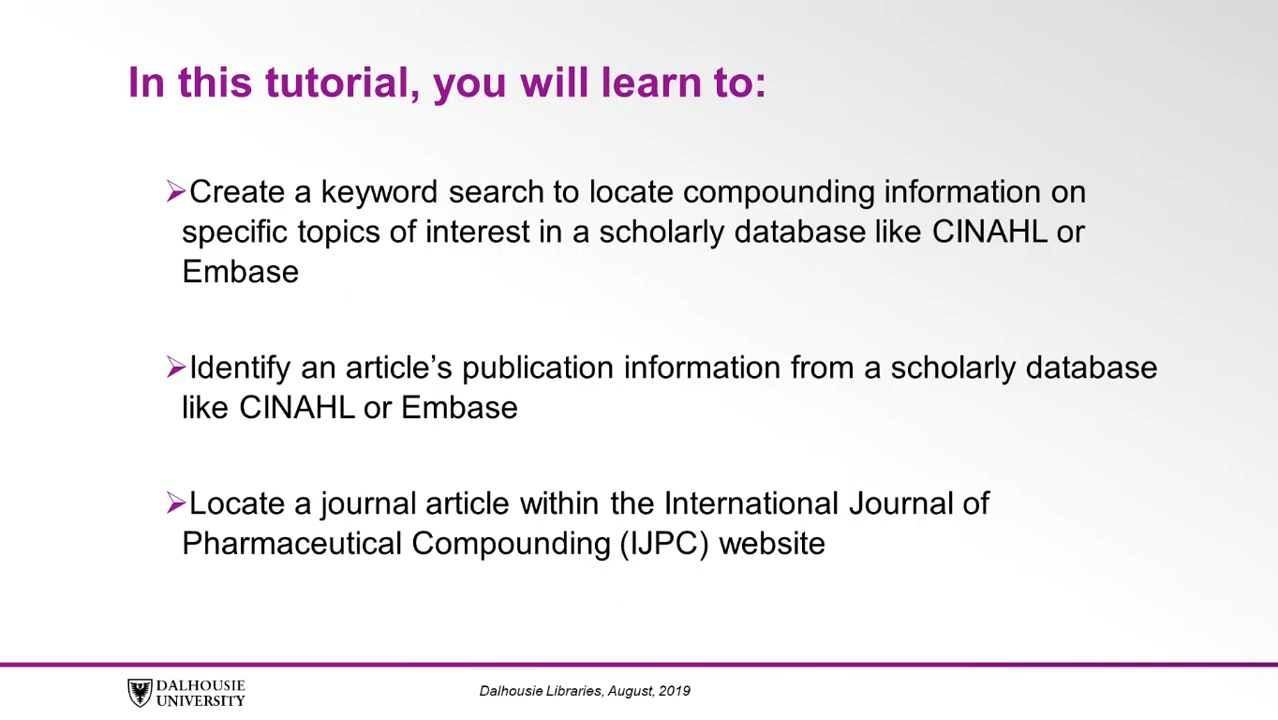 In this tutorial, you will learn to:
➢Create a keyword search to locate compounding information on
specific topics of interest in a scholarly database like CINAHL or
Embase
➢Identify an article’s publication information from a scholarly database
like CINAHL or Embase
➢Locate a journal article within the International Journal of
Pharmaceutical Compounding (IJPC) website
DALHOUSIE
UNIVERSITY
Dalhousie Libraries, August, 2019